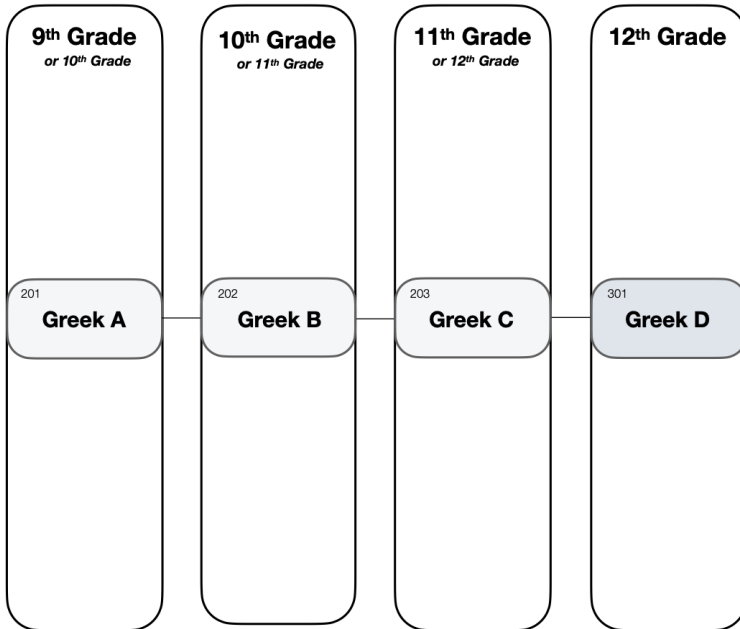 9th Grade
or 10th Grade
10th Grade
or 11th Grade
11th Grade
or 12th Grade
12th Grade
201
Greek A
202
Greek B
203
Greek C
301
Greek D